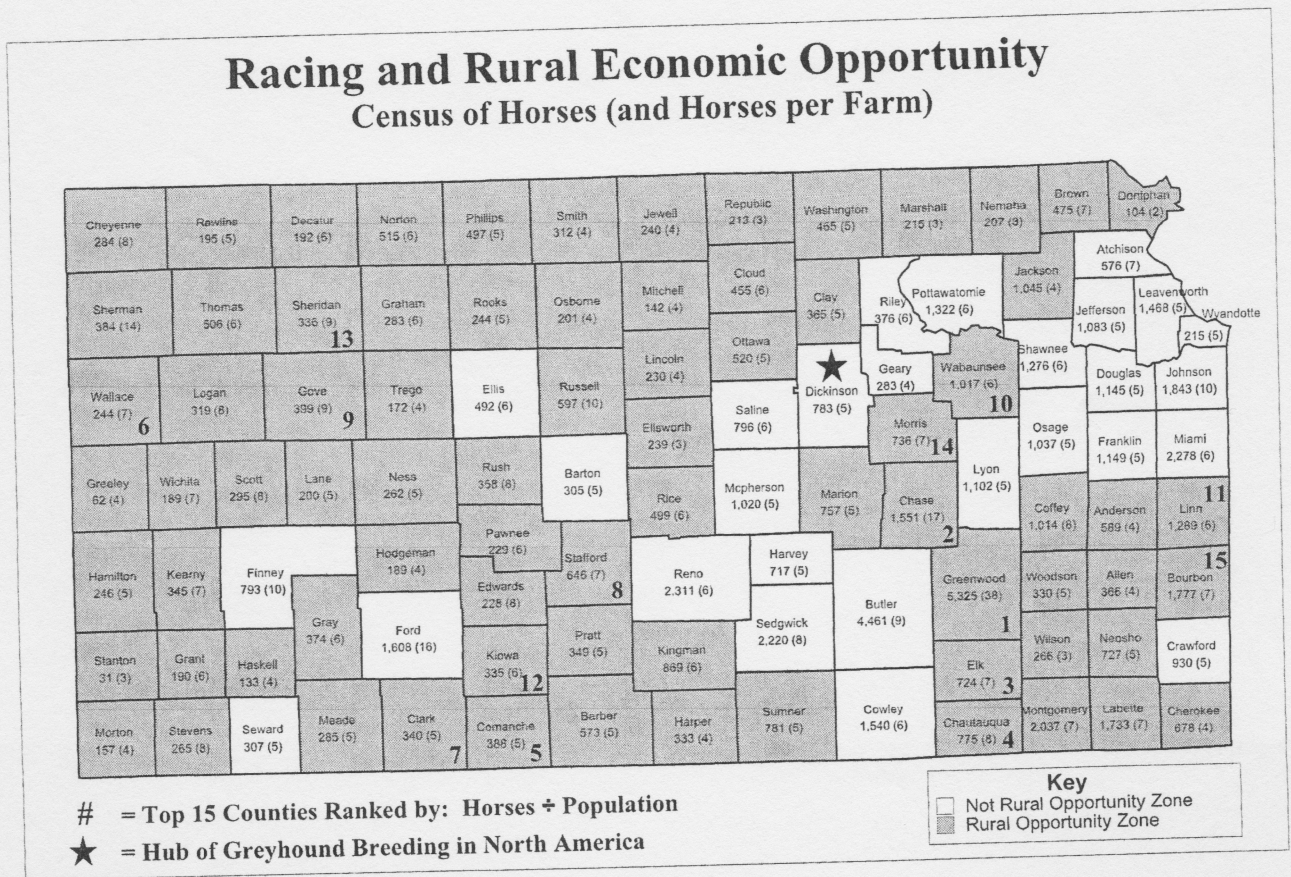 Racing and Rural Economic Opportunity
Census of Horses (and Horses per Farm)
Cheyenne
284 (8)
Rawlins
195 (5)
Decatur
192 (6)
Norton
515 (6)
Phillips
497 (5)
Smith
312 (4)
Jewell
240 (4)
Republic
213 (3)
Washington
465 (5)
Marshall
215 (3)
Nemaha
207 (3)
Brown
475 (7)
Doniphan
104 (2)
Atchison
576 (7)
Sherman
384 (14)
Thomas
506 (6)
Sheridan
336 (9)
13
Graham
283 (6)
Rooks
244 (5)
Osborne
201 (4)
Mitchell
142 (4)
Cloud
455 (6)
Clay
365 (5)
Riley
376 (6)
Pottawatomie
1,322 (6)
Jackson
1,045 (4)
Jefferson
1,083 (5)
Leavenworth
1,468 (5)
Wyandotte
215 (5)
Wallace
244 (7)
6
Logan
319 (8)
Gove
399 (9)
9
Trego
172 (4)
Ellis
492 (6)
Russell
597 (10)
Lincoln
230 (4)
Ottawa
520 (5)
Saline
796 (6)
Dickinson
783 (5)
Geary
283 (4)
Wabaunsee
1,017 (6)
10
Shawnee
1,276 (6)
Douglas
1,145 (5)
Johnson
1,843 (10)
Greeley
62 (4)
Wichita
189 (7)
Scott
295 (8)
Lane
200 (5)
Ness
262 (5)
Rush
358 (8)
Barton
305 (5)
Ellsworth
239 (3)
Rice
499 (6)
Mcpherson
1,020 (5)
Marion
757 (5)
Morris
736 (7)
14
Chase
1,551 (17)
2
Lyon
1,102 (5)
Osage
1,037 (5)
Franklin
1,149 (5)
Miami
2,278 (6)
Coffey
1,014 (8)
Anderson
589 (4)
11
Linn
1,289 (6)
Hamilton
246 (5)
Kearny
345 (7)
Finney
793 (10)
Hodgeman
189 (4)
Pawnee
229 (6)
Edwards
228 (8)
Stafford
646 (7)
8
Reno
2,311 (6)
Harvey
717 (5)
Sedgwick
2,220 (8)
Butler
4,461 (9)
Greenwood
5,325 (38)
1
Woodson
330 (5)
Allen
366 (4)
15
Bourbon
1,777 (7)
Stanton
31 (3)
Grant
190 (6)
Haskell
133 (4)
Gray
374 (6)
Ford
1,608 (16)
Kiowa
335 (6)
12
Pratt
349 (5)
Kingman
869 (6)
Elk
724 (7)
3
Wilson
266 (3)
Neosho
727 (5)
Crawford
930 (5)
Morton
157 (4)
Stevens
265 (8)
Seward
307 (5)
Meade
285 (5)
Clark
340 (5)
7
Comanche
386 (5)
5
Barber
573 (5)
Harper
333 (4)
Sumner
781 (5)
Cowley
1,540 (6)
Chautauqua
775 (6)
4
Montgomery
2,037 (7)
Labette
1,733 (7)
Cherokee
678 (4)
# = Top 15 Counties Ranked by: Horses ÷ Population
★ = Hub of Greyhound Breeding in North America
Key
Not Rural Opportunity Zone
Rural Opportunity Zone